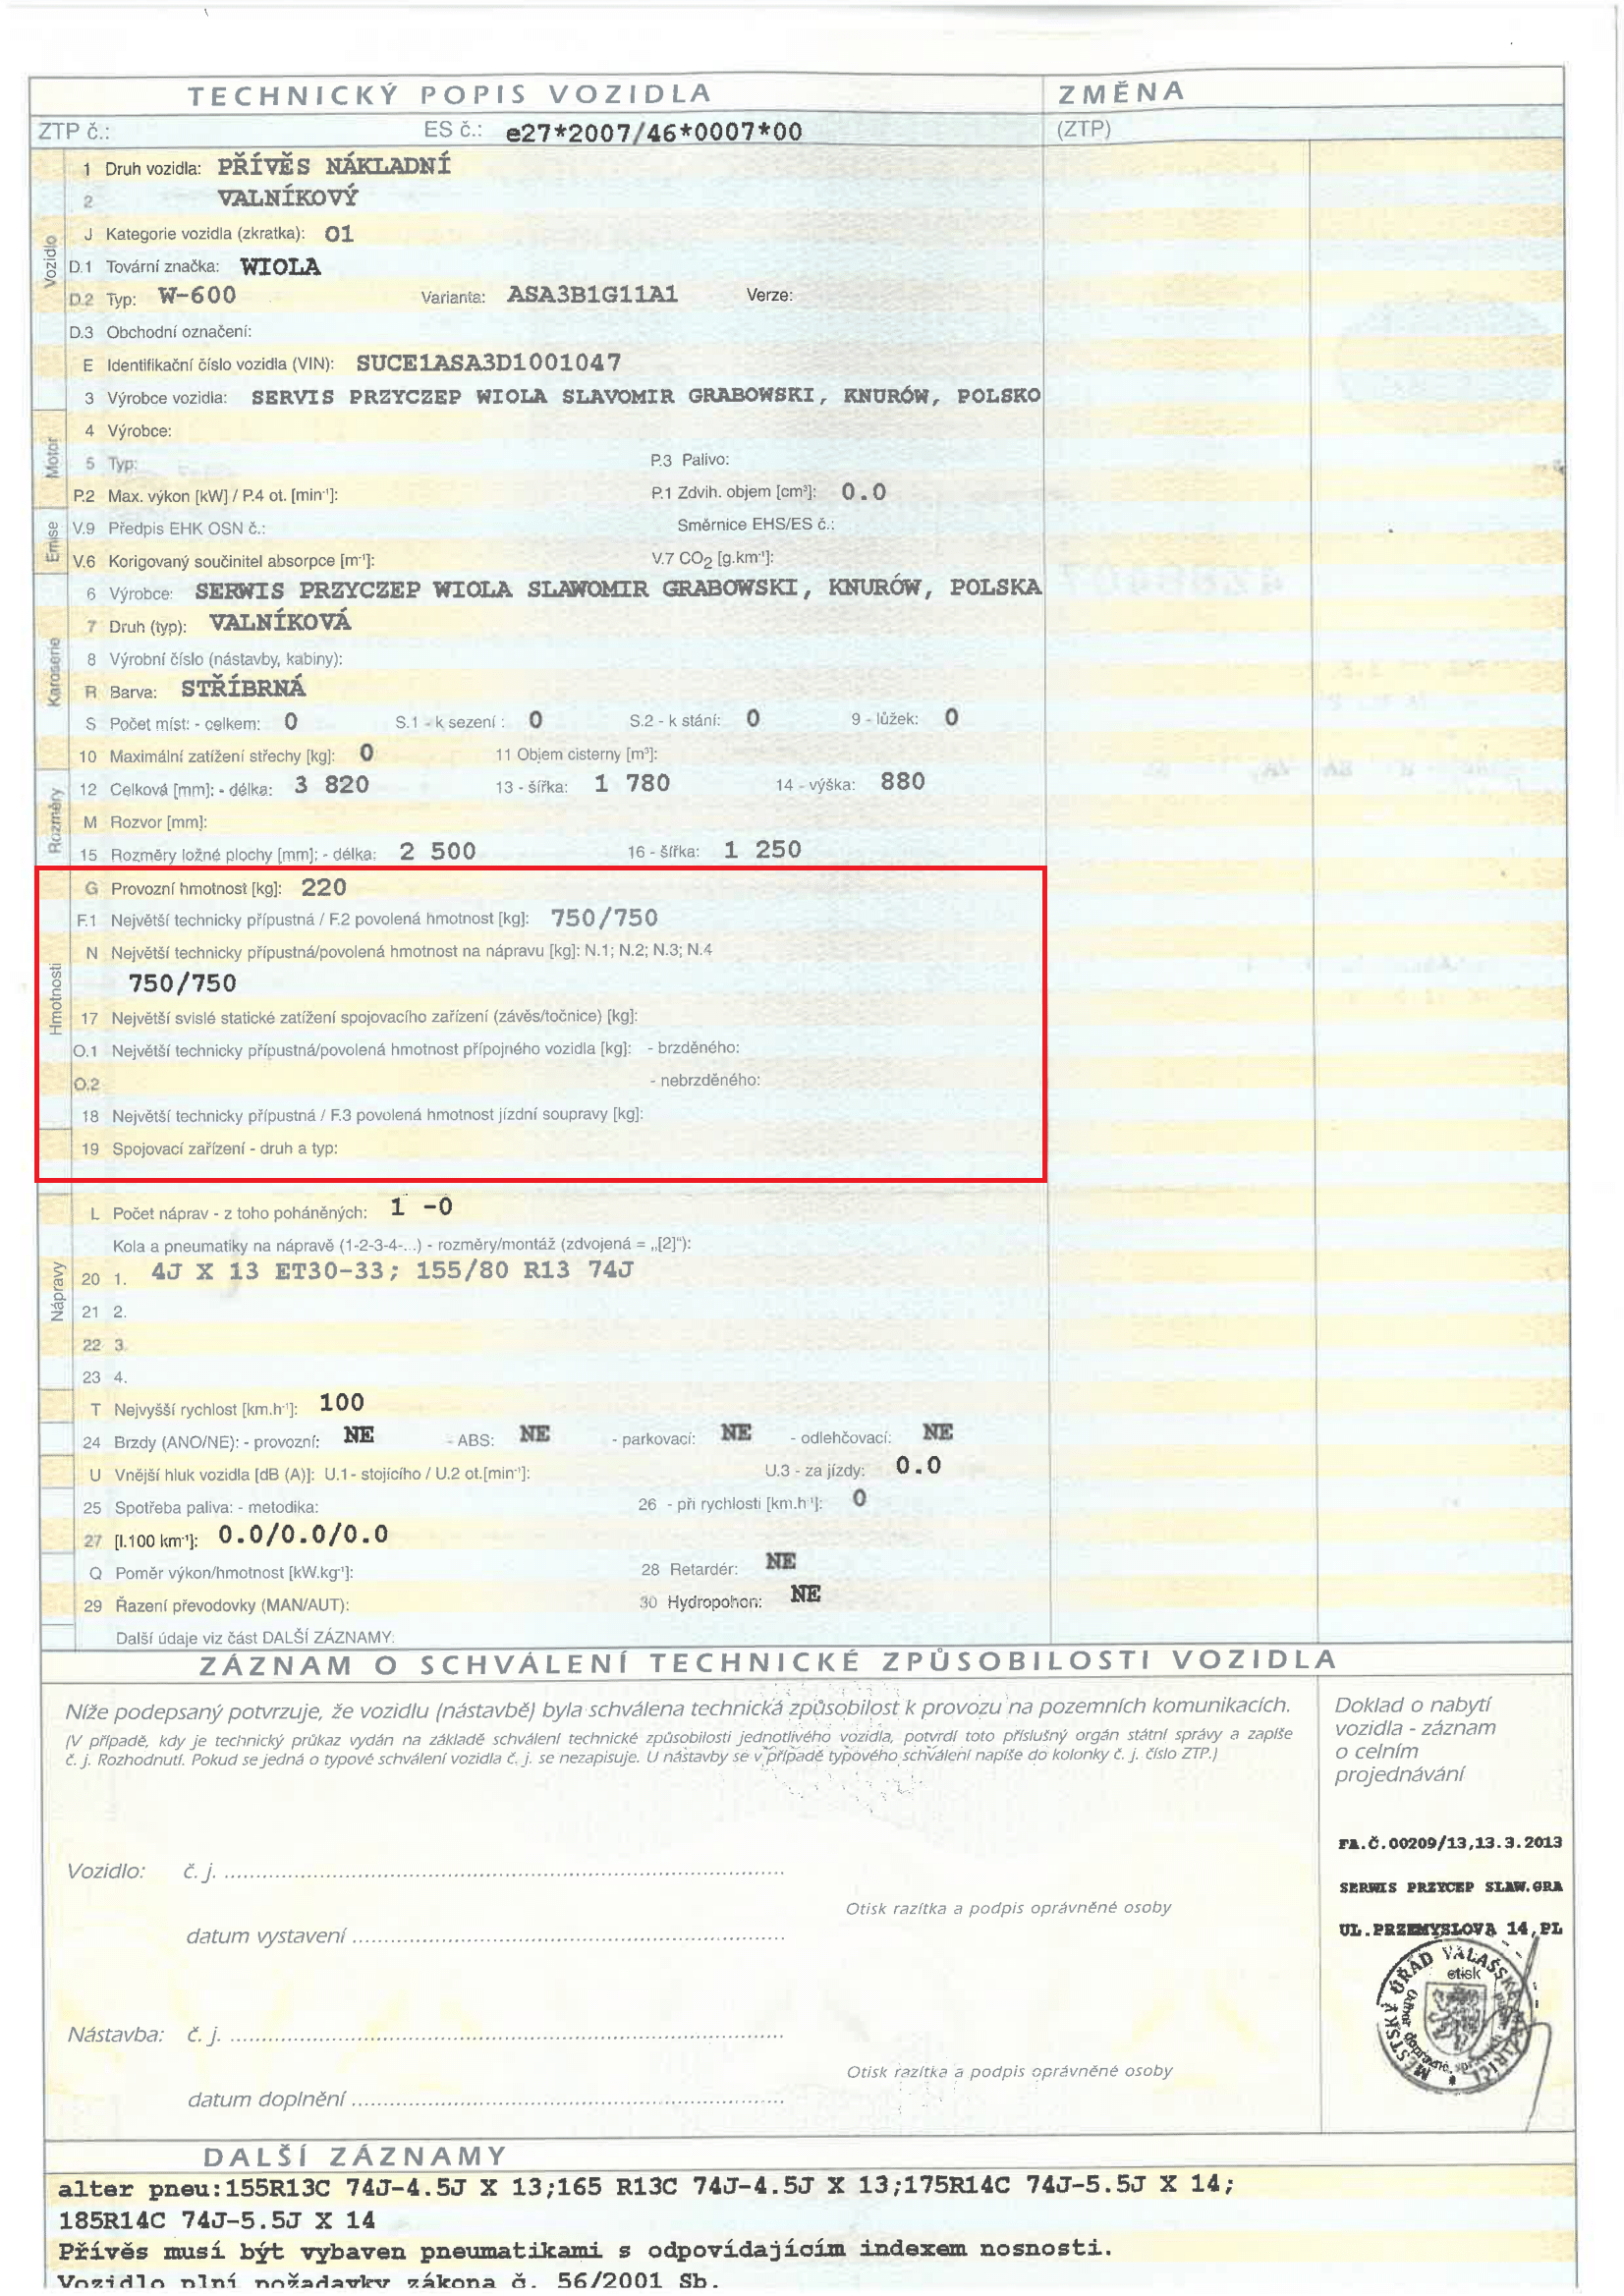 TECHNICKÝ POPIS VOZIDLA
ZMĚNA
ZTP č.: ES č.: e27*2007/46*0007*00
(ZTP)
Vozidlo
1 Druh vozidla: PŘÍVĚS NÁKLADNÍ
2 VALNÍKOVÝ
J Kategorie vozidla (zkratka): O1
D.1 Tovární značka: WIOLA
D.2 Typ: W-600 Varianta: ASA3B1G11A1 Verze:
D.3 Obchodní označení:
E Identifikační číslo vozidla (VIN): SUCE1ASA3D1001047
3 Výrobce vozidla: SERVIS PRZYCZEP WIOLA SLAVOMIR GRABOWSKI, KNURÓW, POLSKO
Motor
4 Výrobce:
5 Typ: P.3 Palivo:
P.2 Max. výkon [kW] / P.4 ot. [min⁻¹]: P.1 Zdvih. objem [cm³]: 0.0
Emise
V.9 Předpis EHK OSN č.: Směrnice EHS/ES č.:
V.6 Korigovaný součinitel absorpce [m⁻¹]: V.7 CO₂ [g.km⁻¹]:
Karoserie
6 Výrobce: SERWIS PRZYCZEP WIOLA SLAWOMIR GRABOWSKI, KNURÓW, POLSKA
7 Druh (typ): VALNÍKOVÁ
8 Výrobní číslo (nástavby, kabiny):
R Barva: STŘÍBRNÁ
S Počet míst: - celkem: 0 S.1 - k sezení : 0 S.2 - k stání: 0 9 - lůžek: 0
10 Maximální zatížení střechy [kg]: 0 11 Objem cisterny [m³]:
Rozměry
12 Celková [mm]: - délka: 3 820 13 - šířka: 1 780 14 - výška: 880
M Rozvor [mm]:
15 Rozměry ložné plochy [mm]: - délka: 2 500 16 - šířka: 1 250
Hmotnosti
G Provozní hmotnost [kg]: 220
F.1 Největší technicky přípustná / F.2 povolená hmotnost [kg]: 750/750
N Největší technicky přípustná/povolená hmotnost na nápravu [kg]: N.1; N.2; N.3; N.4
750/750
17 Největší svislé statické zatížení spojovacího zařízení (závěs/točnice) [kg]:
O.1 Největší technicky přípustná/povolená hmotnost přípojného vozidla [kg]: - brzděného:
O.2 - nebrzděného:
18 Největší technicky přípustná / F.3 povolená hmotnost jízdní soupravy [kg]:
19 Spojovací zařízení - druh a typ:
Nápravy
L Počet náprav - z toho poháněných: 1 -0
Kola a pneumatiky na nápravě (1-2-3-4-...) - rozměry/montáž (zdvojená = „[2]“):
20 1. 4J X 13 ET30-33; 155/80 R13 74J
21 2.
22 3.
23 4.
T Nejvyšší rychlost [km.h⁻¹]: 100
24 Brzdy (ANO/NE): - provozní: NE - ABS: NE - parkovací: NE - odlehčovací: NE
U Vnější hluk vozidla [dB (A)]: U.1- stojícího / U.2 ot.[min⁻¹]: U.3 - za jízdy: 0.0
25 Spotřeba paliva: - metodika: 26 - při rychlosti [km.h⁻¹]: 0
27 [l.100 km⁻¹]: 0.0/0.0/0.0
Q Poměr výkon/hmotnost [kW.kg⁻¹]: 28 Retardér: NE
29 Řazení převodovky (MAN/AUT): 30 Hydropohon: NE
Další údaje viz část DALŠÍ ZÁZNAMY:
ZÁZNAM O SCHVÁLENÍ TECHNICKÉ ZPŮSOBILOSTI VOZIDLA
Níže podepsaný potvrzuje, že vozidlu (nástavbě) byla schválena technická způsobilost k provozu na pozemních komunikacích.
(V případě, kdy je technický průkaz vydán na základě schválení technické způsobilosti jednotlivého vozidla, potvrdí toto příslušný orgán státní správy a zapíše
č. j. Rozhodnutí. Pokud se jedná o typové schválení vozidla č. j. se nezapisuje. U nástavby se v případě typového schválení napíše do kolonky č. j. číslo ZTP.)
Doklad o nabytí
vozidla - záznam
o celním
projednávání
FA.Č.00209/13,13.3.2013
SERWIS PRZYCEP SLAW.GRA
UL.PRZEMYSLOVA 14,PL
Vozidlo: č. j.
Otisk razítka a podpis oprávněné osoby
datum vystavení
MĚSTSKÝ ÚŘAD VALAŠSKÉ
etisk
Nástavba: č. j.
Otisk razítka a podpis oprávněné osoby
datum doplnění
DALŠÍ ZÁZNAMY
alter pneu:155R13C 74J-4.5J X 13;165 R13C 74J-4.5J X 13;175R14C 74J-5.5J X 14;
185R14C 74J-5.5J X 14
Přívěs musí být vybaven pneumatikami s odpovídajícím indexem nosnosti.
Vozidlo plní požadavky zákona č. 56/2001 Sb.